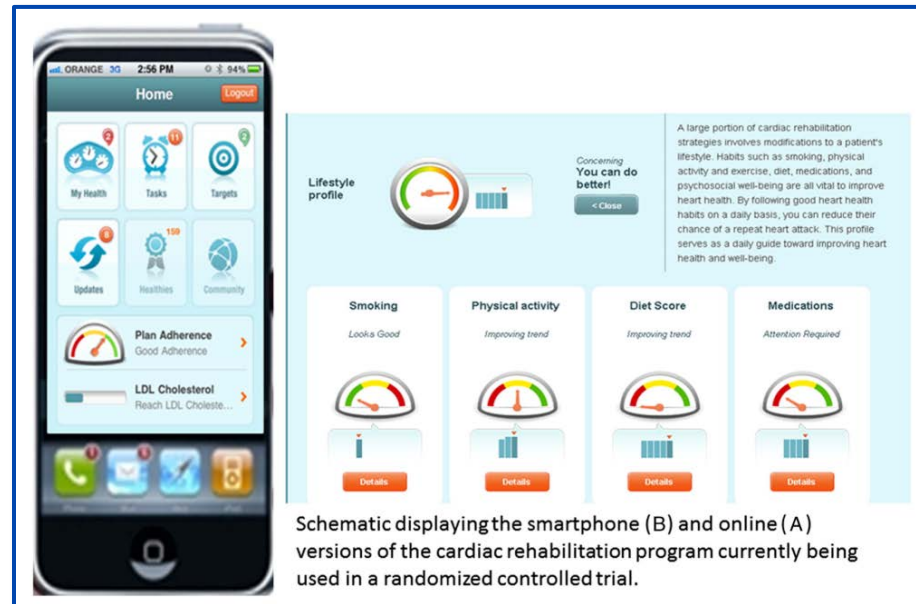 ORANGE 3G 2:56 PM 94%
Home
Logout
2
11
2
My Health
Tasks
Targets
8
159
Updates
Healthies
Community
Plan Adherence
Good Adherence
LDL Cholesterol
Reach LDL Choleste...
Lifestyle
profile
Concerning
You can do
better!
< Close
A large portion of cardiac rehabilitation
strategies involves modifications to a patient's
lifestyle. Habits such as smoking, physical
activity and exercise, diet, medications, and
psychosocial well-being are all vital to improve
heart health. By following good heart health
habits on a daily basis, you can reduce their
chance of a repeat heart attack. This profile
serves as a daily guide toward improving heart
health and well-being.
Smoking
Looks Good
Details
Physical activity
Improving trend
Details
Diet Score
Improving trend
Details
Medications
Attention Required
Details
Schematic displaying the smartphone (B) and online (A)
versions of the cardiac rehabilitation program currently being
used in a randomized controlled trial.